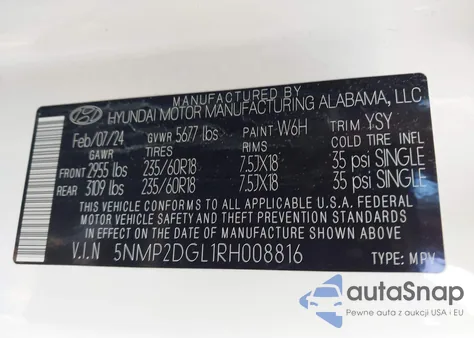 MANUFACTURED BY
HYUNDAI MOTOR MANUFACTURING ALABAMA, LLC
Feb/07/24 GVWR 5677 lbs PAINT W6H TRIM YSY
GAWR TIRES RIMS COLD TIRE INFL
FRONT 2955 lbs 235/60R18 7.5JX18 35 psi SINGLE
REAR 3109 lbs 235/60R18 7.5JX18 35 psi SINGLE
THIS VEHICLE CONFORMS TO ALL APPLICABLE U.S.A. FEDERAL
MOTOR VEHICLE SAFETY AND THEFT PREVENTION STANDARDS
IN EFFECT ON THE DATE OF MANUFACTURE SHOWN ABOVE.
V.I.N 5NMP2DGL1RH008816 TYPE: MPV
autoSnap
Pewne auta z aukcji USA i EU